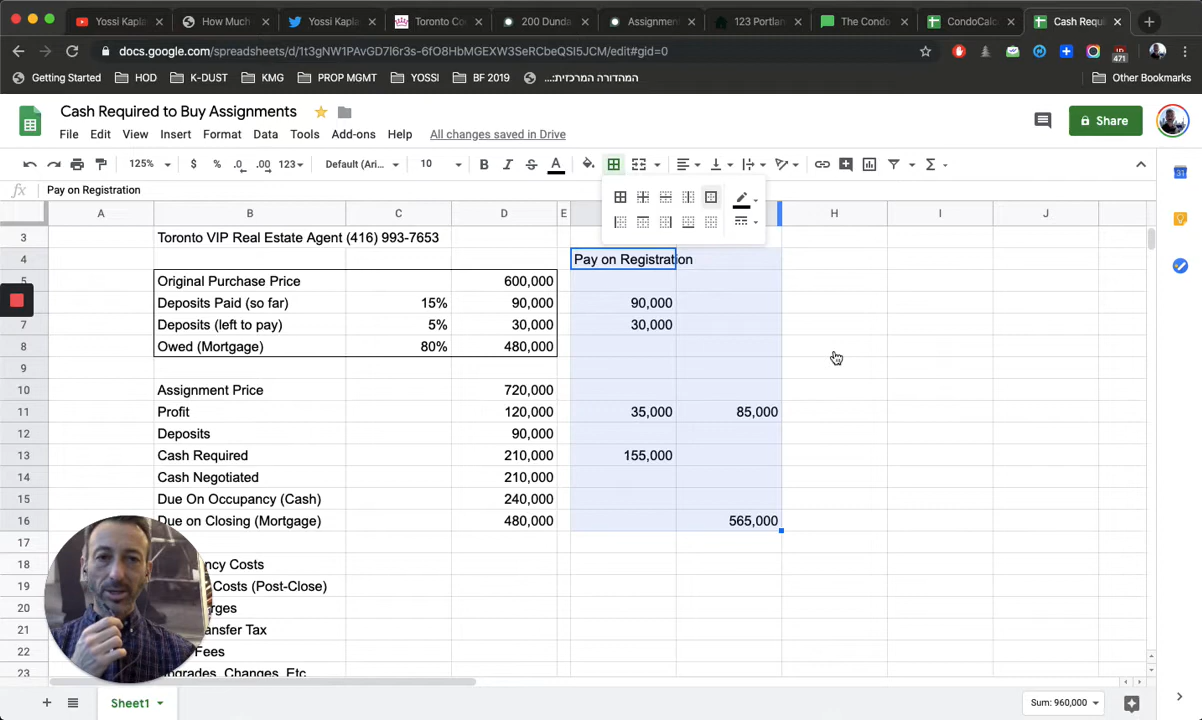 Yossi Kapla
How Much
Yossi Kapla
Toronto Co
200 Dunda
Assignmen
123 Portlan
The Condo
CondoCalc
Cash Requi
docs.google.com/spreadsheets/d/1t3gNW1PAvGD7l6r3s-6fO8HbMGEXW3SeRCbeQSI5JCM/edit#gid=0
471
Getting Started
HOD
K-DUST
KMG
PROP MGMT
YOSSI
BF 2019
המהדורה המרכזית:...
Other Bookmarks
Cash Required to Buy Assignments
File Edit View Insert Format Data Tools Add-ons Help All changes saved in Drive
Share
125% $ % .0 .00 123 Default (Ari... 10 B I S A
31
fx Pay on Registration
A B C D E H I J
3 Toronto VIP Real Estate Agent (416) 993-7653
4 Pay on Registration
5 Original Purchase Price 600,000
Deposits Paid (so far) 15% 90,000 90,000
7 Deposits (left to pay) 5% 30,000 30,000
8 Owed (Mortgage) 80% 480,000
9
10 Assignment Price 720,000
11 Profit 120,000 35,000 85,000
12 Deposits 90,000
13 Cash Required 210,000 155,000
14 Cash Negotiated 210,000
15 Due On Occupancy (Cash) 240,000
16 Due on Closing (Mortgage) 480,000 565,000
17
18 ncy Costs
19 Costs (Post-Close)
20 rges
21 ansfer Tax
22 Fees
23 pgrades, Changes, Etc
Sheet1
Sum: 960,000